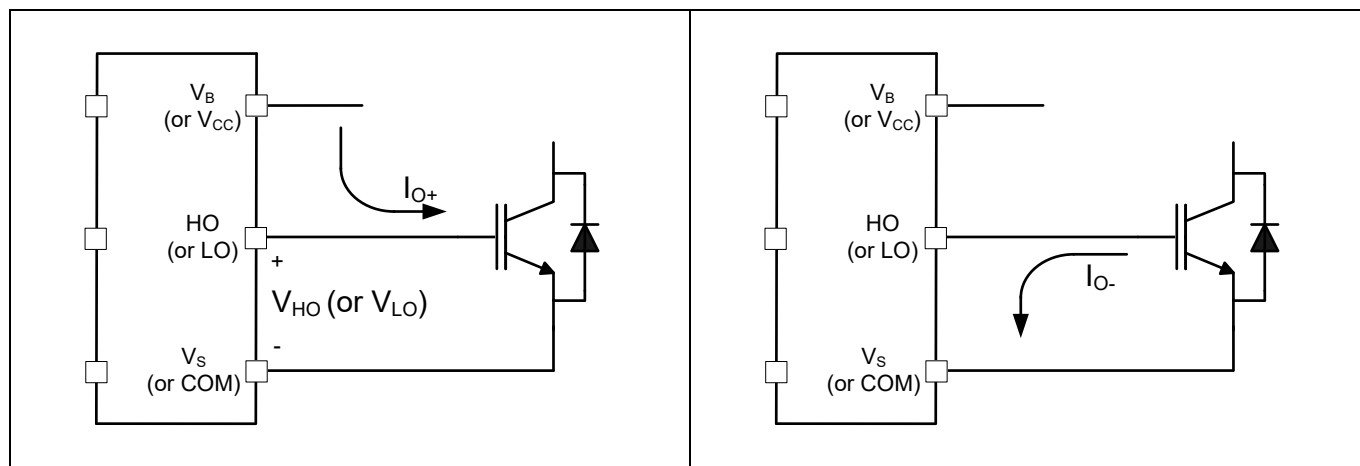 V_B
(or V_CC)
I_O+
HO
(or LO)
+
V_HO (or V_LO)
-
V_S
(or COM)
V_B
(or V_CC)
HO
(or LO)
I_O-
V_S
(or COM)